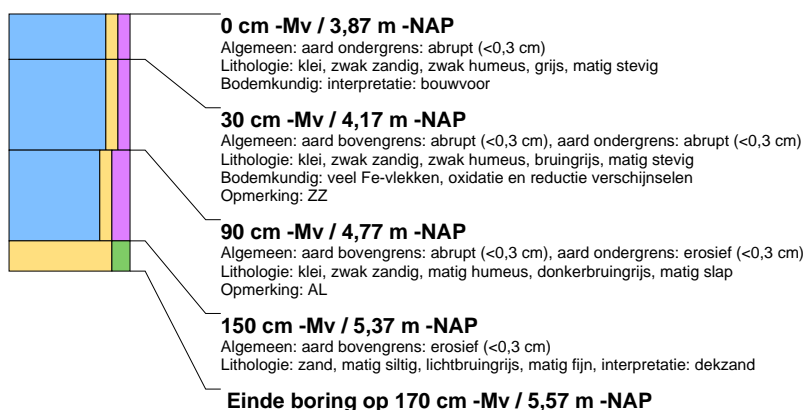 0 cm -Mv / 3,87 m -NAP
Algemeen: aard ondergrens: abrupt (<0,3 cm)
Lithologie: klei, zwak zandig, zwak humeus, grijs, matig stevig
Bodemkundig: interpretatie: bouwvoor
30 cm -Mv / 4,17 m -NAP
Algemeen: aard bovengrens: abrupt (<0,3 cm), aard ondergrens: abrupt (<0,3 cm)
Lithologie: klei, zwak zandig, zwak humeus, bruingrijs, matig stevig
Bodemkundig: veel Fe-vlekken, oxidatie en reductie verschijnselen
Opmerking: ZZ
90 cm -Mv / 4,77 m -NAP
Algemeen: aard bovengrens: abrupt (<0,3 cm), aard ondergrens: erosief (<0,3 cm)
Lithologie: klei, zwak zandig, matig humeus, donkerbruingrijs, matig slap
Opmerking: AL
150 cm -Mv / 5,37 m -NAP
Algemeen: aard bovengrens: erosief (<0,3 cm)
Lithologie: zand, matig siltig, lichtbruingrijs, matig fijn, interpretatie: dekzand
Einde boring op 170 cm -Mv / 5,57 m -NAP